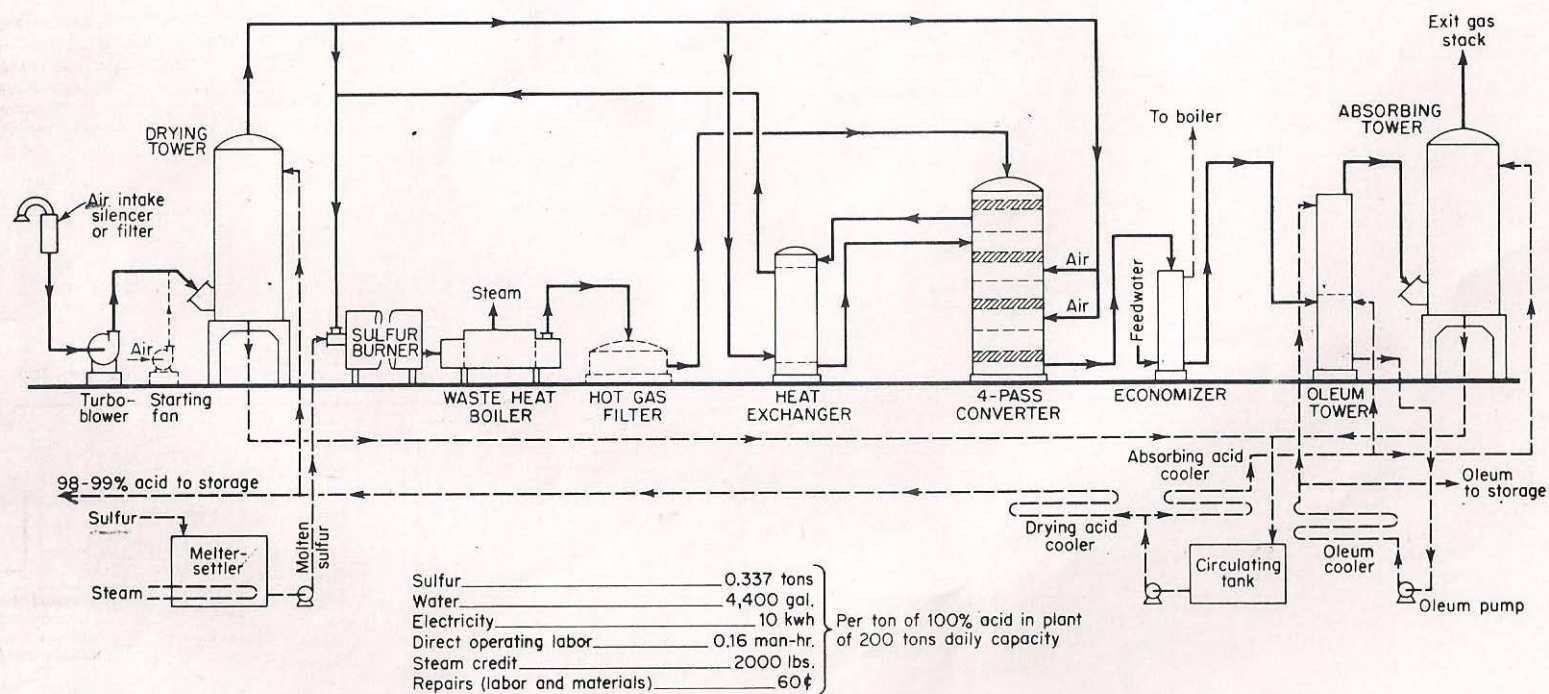 Exit gas
stack
DRYING
TOWER
To boiler
ABSORBING
TOWER
Air intake
silencer
or filter
Air
Steam
Feedwater
SULFUR
BURNER
Air
Air
Turbo-
blower
Starting
fan
WASTE HEAT
BOILER
HOT GAS
FILTER
HEAT
EXCHANGER
4-PASS
CONVERTER
ECONOMIZER
OLEUM
TOWER
98-99% acid to storage
Absorbing acid
cooler
Oleum
to storage
Sulfur
Molten
sulfur
Drying acid
cooler
Melter-
settler
Circulating
tank
Oleum
cooler
Steam
Oleum pump
Sulfur 0.337 tons
Water 4,400 gal.
Electricity 10 kwh
Direct operating labor 0.16 man-hr.
Steam credit 2000 lbs.
Repairs (labor and materials) 60¢
Per ton of 100% acid in plant
of 200 tons daily capacity